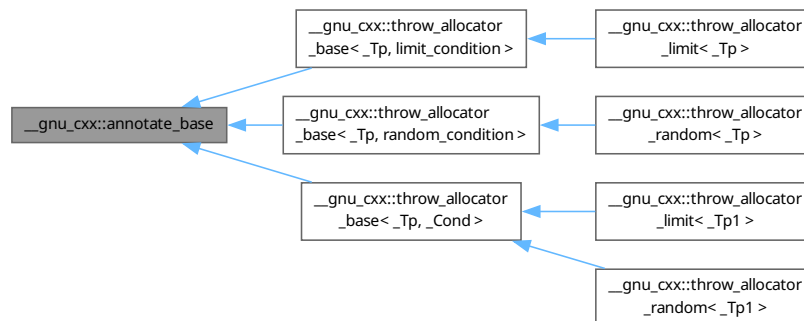 __gnu_cxx::throw_allocator
_base< _Tp, limit_condition >
__gnu_cxx::throw_allocator
_limit< _Tp >
__gnu_cxx::annotate_base
__gnu_cxx::throw_allocator
_base< _Tp, random_condition >
__gnu_cxx::throw_allocator
_random< _Tp >
__gnu_cxx::throw_allocator
_base< _Tp, _Cond >
__gnu_cxx::throw_allocator
_limit< _Tp1 >
__gnu_cxx::throw_allocator
_random< _Tp1 >